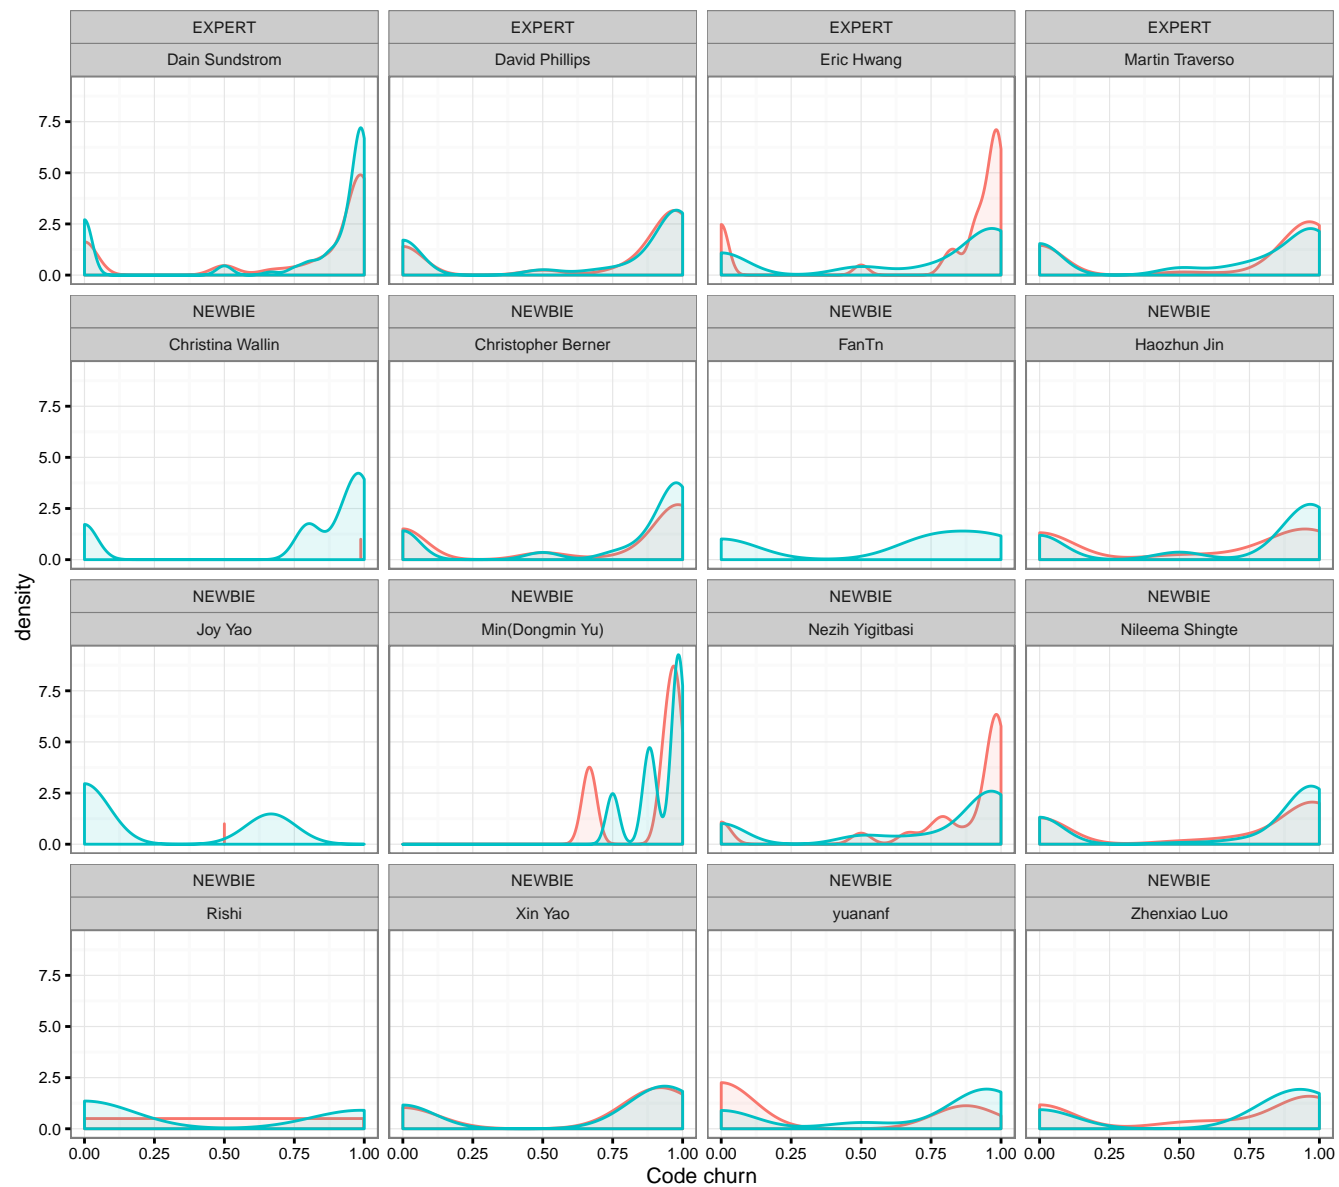 EXPERT EXPERT EXPERT EXPERT
Dain Sundstrom David Phillips Eric Hwang Martin Traverso
7.5
5.0
2.5
0.0
NEWBIE NEWBIE NEWBIE NEWBIE
Christina Wallin Christopher Berner FanTn Haozhun Jin
7.5
5.0
2.5
0.0
density
NEWBIE NEWBIE NEWBIE NEWBIE
Joy Yao Min(Dongmin Yu) Nezih Yigitbasi Nileema Shingte
7.5
5.0
2.5
0.0
NEWBIE NEWBIE NEWBIE NEWBIE
Rishi Xin Yao yuananf Zhenxiao Luo
7.5
5.0
2.5
0.0
0.00 0.25 0.50 0.75 1.00 0.00 0.25 0.50 0.75 1.00 0.00 0.25 0.50 0.75 1.00 0.00 0.25 0.50 0.75 1.00
Code churn